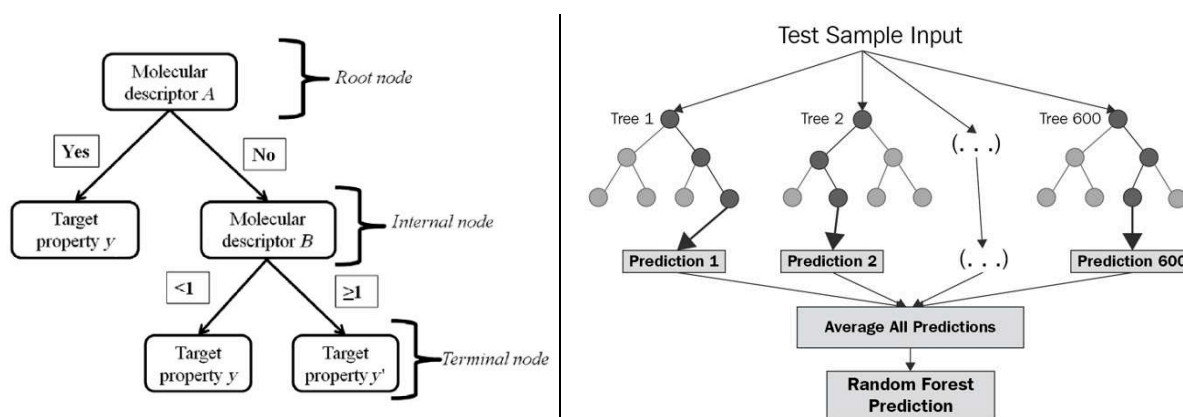 Molecular
descriptor A
Root node
Yes
No
Target
property y
Molecular
descriptor B
Internal node
<1
≥1
Target
property y
Target
property y'
Terminal node
Test Sample Input
Tree 1
Tree 2
(. . .)
Tree 600
Prediction 1
Prediction 2
(. . .)
Prediction 600
Average All Predictions
Random Forest
Prediction